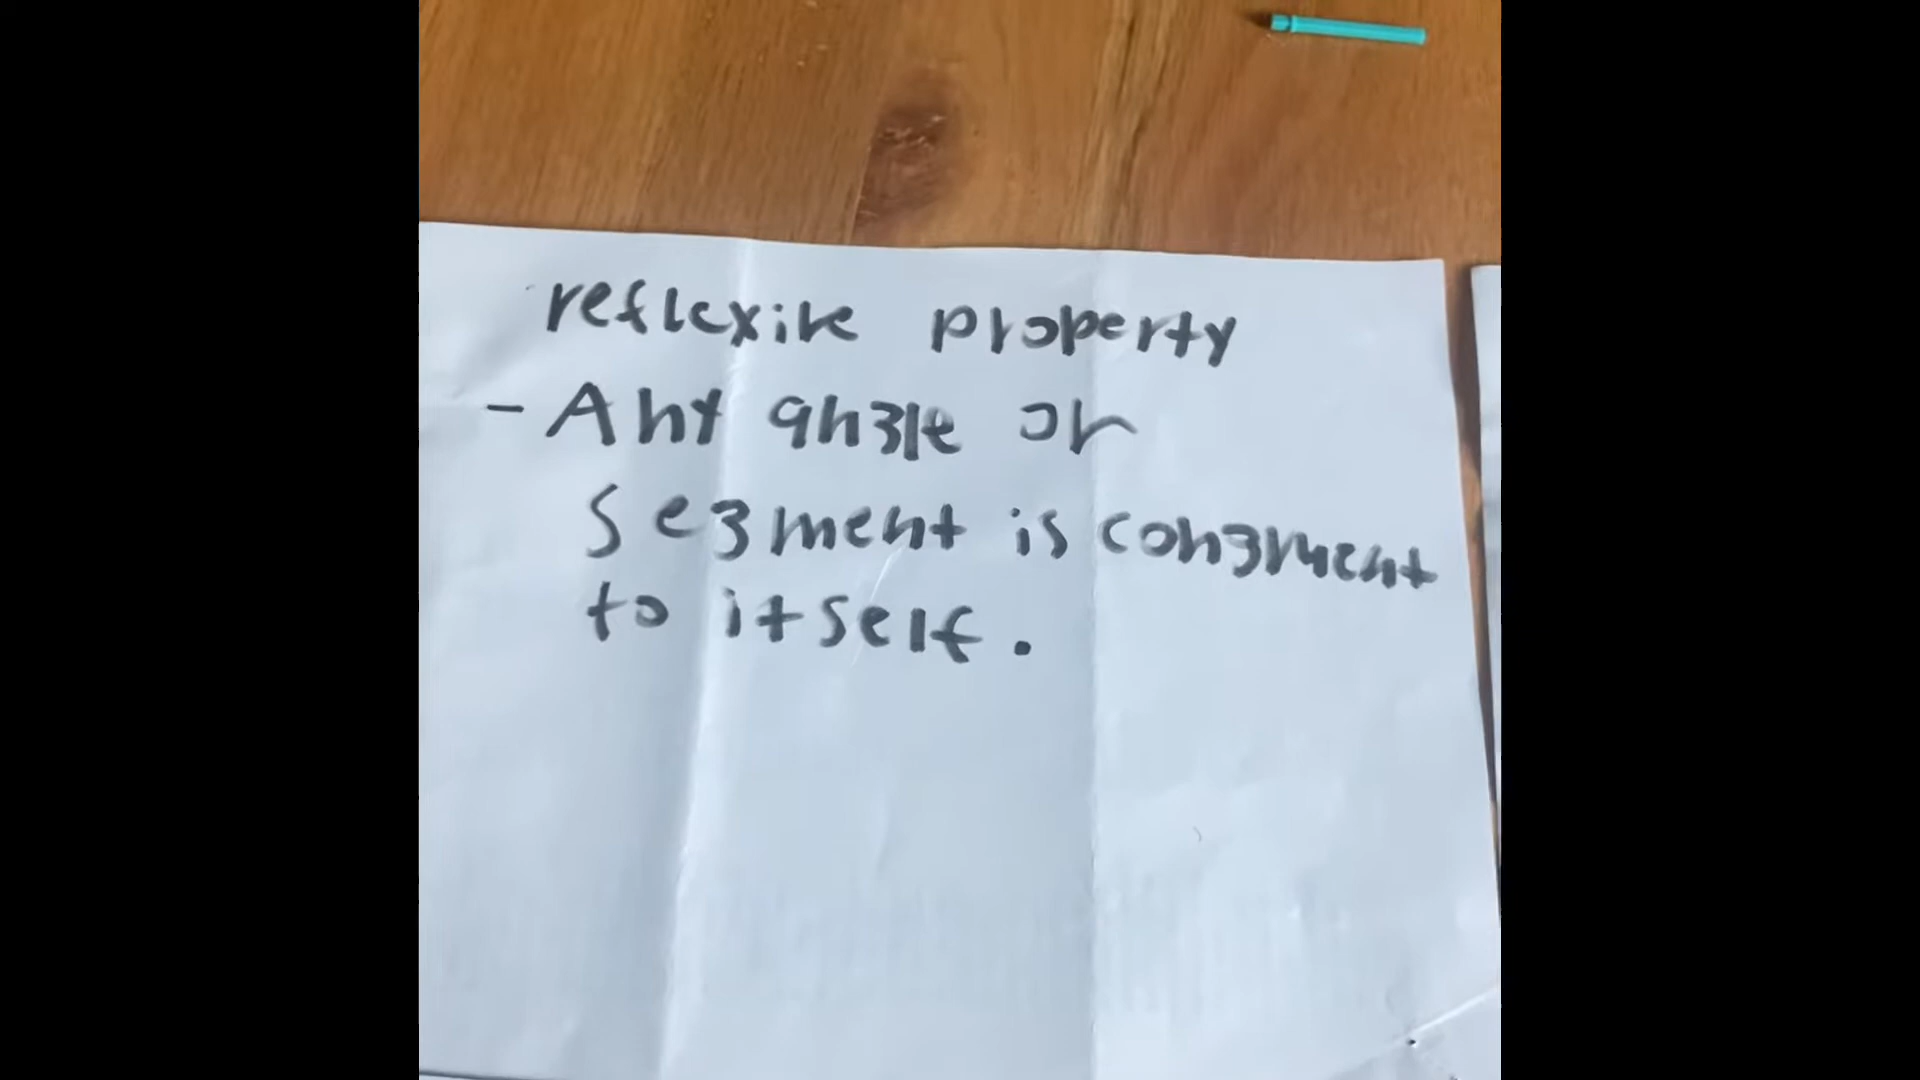 reflexive property
- Any angle or
segment is congruent
to itself.